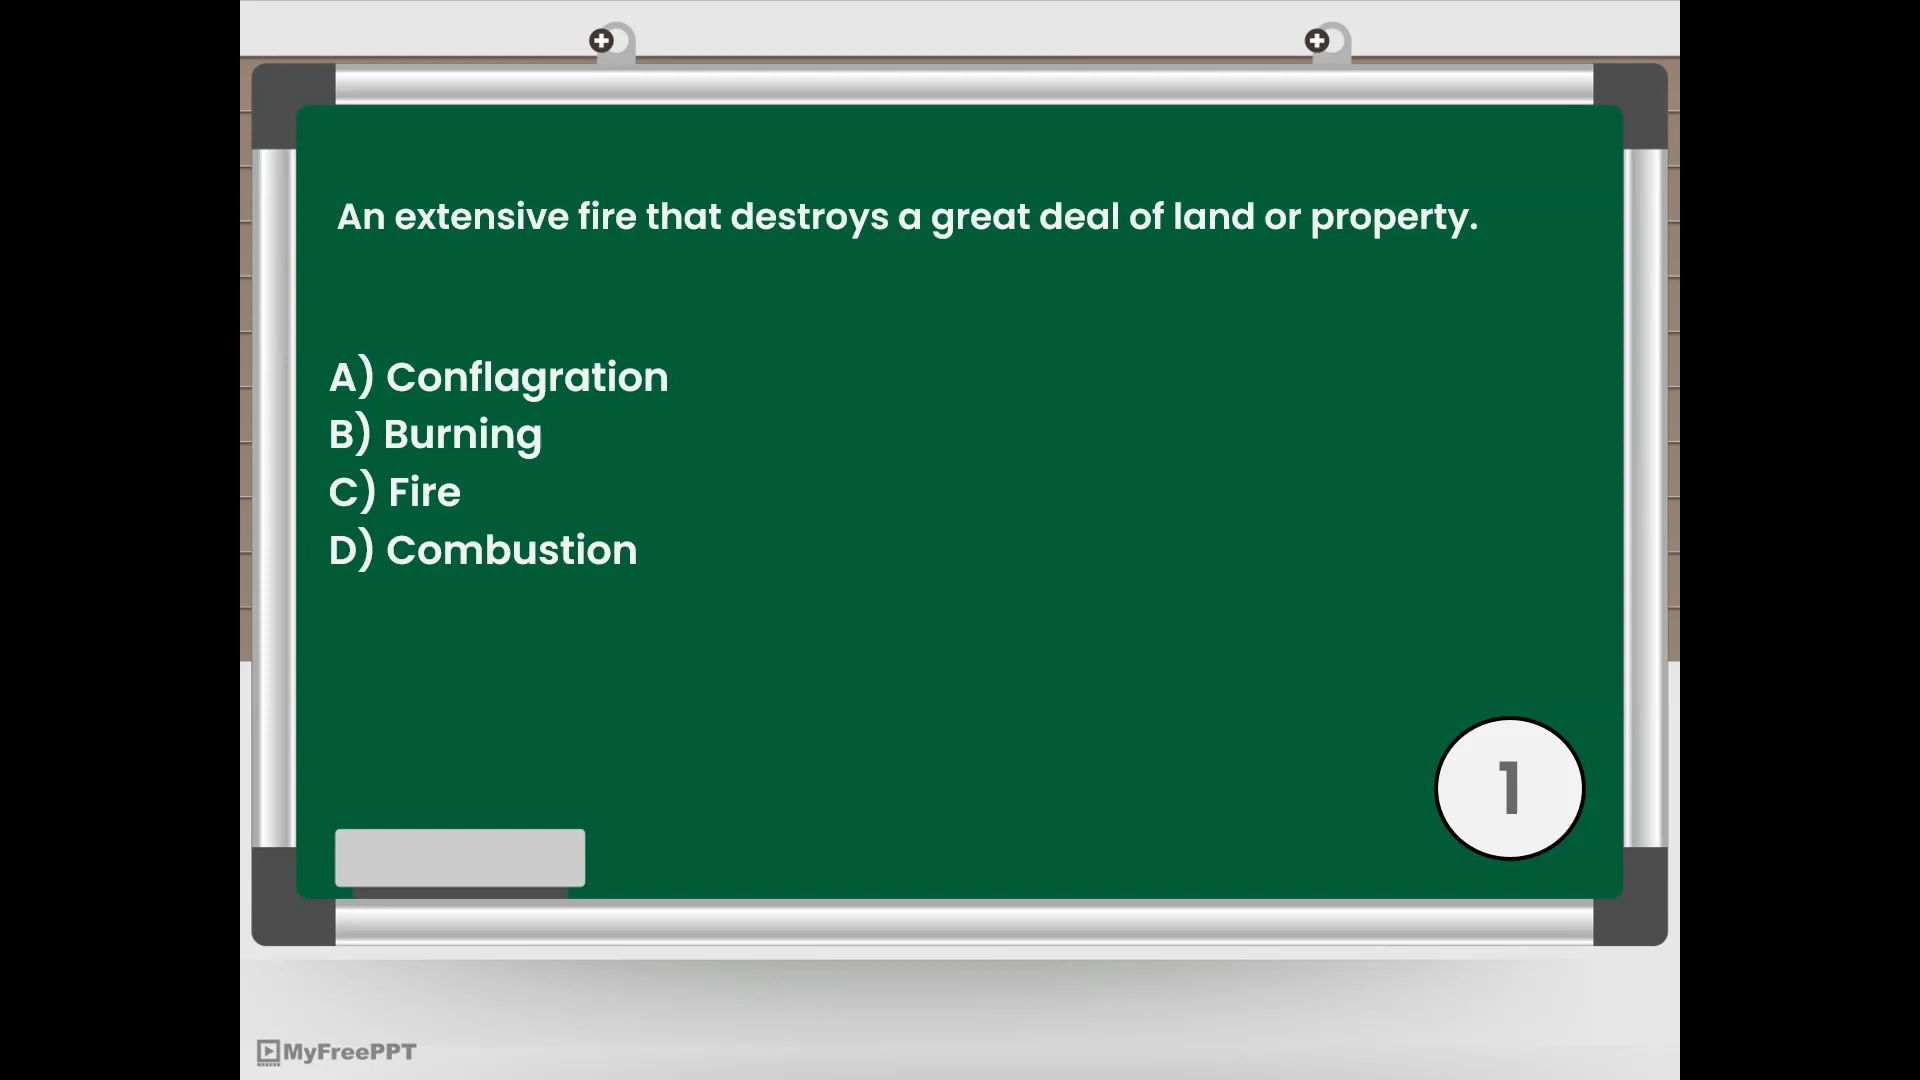 An extensive fire that destroys a great deal of land or property.
A) Conflagration
B) Burning
C) Fire
D) Combustion
1
MyFreePPT